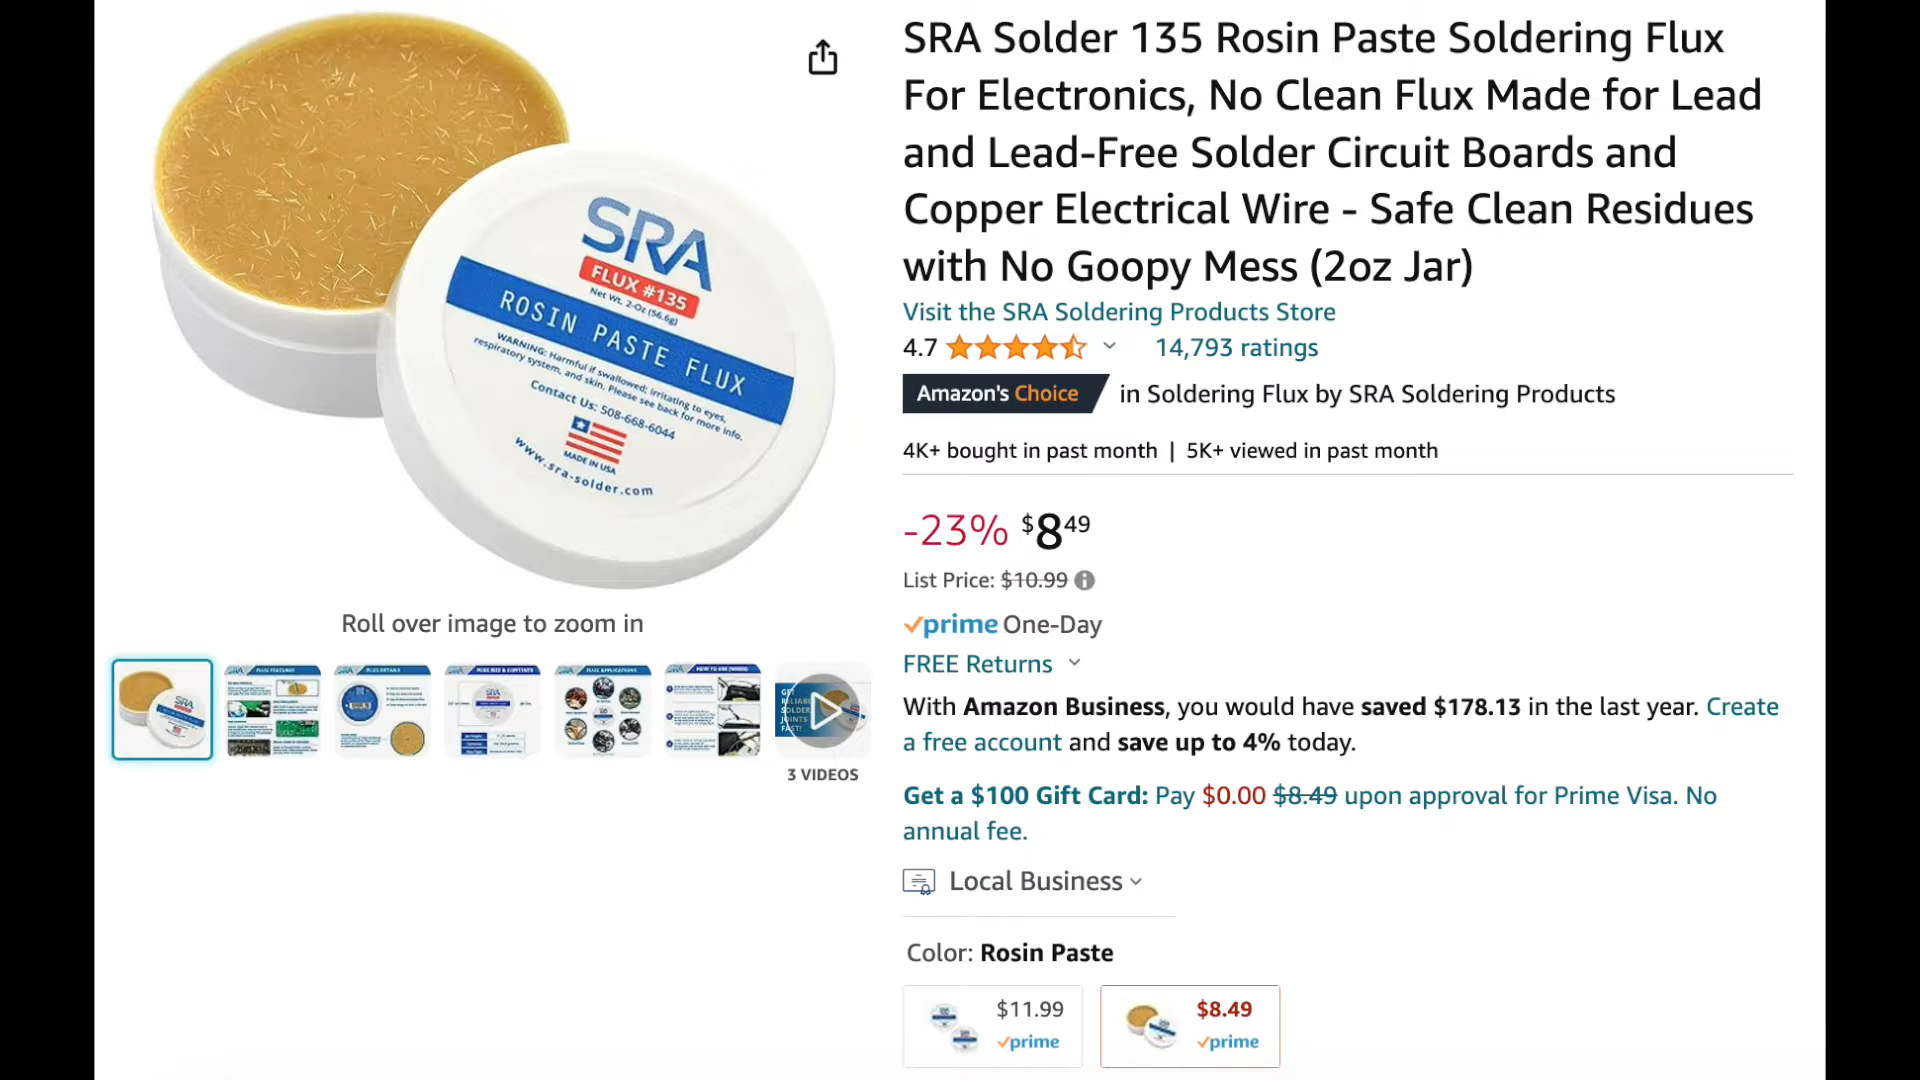 SRA
FLUX #135
Net Wt. 2-Oz (56.6g)
ROSIN PASTE FLUX
WARNING: Harmful if swallowed; irritating to eyes,
respiratory system, and skin. Please see back for more info.
Contact Us: 508-668-6044
MADE IN USA
www.sra-solder.com
Roll over image to zoom in
3 VIDEOS
SRA Solder 135 Rosin Paste Soldering Flux
For Electronics, No Clean Flux Made for Lead
and Lead-Free Solder Circuit Boards and
Copper Electrical Wire - Safe Clean Residues
with No Goopy Mess (2oz Jar)
Visit the SRA Soldering Products Store
4.7 14,793 ratings
Amazon's Choice in Soldering Flux by SRA Soldering Products
4K+ bought in past month | 5K+ viewed in past month
-23% $8 49
List Price: $10.99
prime One-Day
FREE Returns
With Amazon Business, you would have saved $178.13 in the last year. Create
a free account and save up to 4% today.
Get a $100 Gift Card: Pay $0.00 $8.49 upon approval for Prime Visa. No
annual fee.
Local Business
Color: Rosin Paste
$11.99 $8.49
prime prime